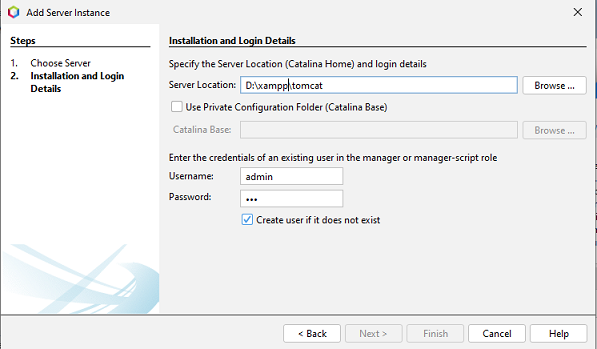 Add Server Instance
Steps
1. Choose Server
2. Installation and Login
Details
Installation and Login Details
Specify the Server Location (Catalina Home) and login details
Server Location: D:\xampp\tomcat Browse ...
Use Private Configuration Folder (Catalina Base)
Catalina Base: Browse ...
Enter the credentials of an existing user in the manager or manager-script role
Username: admin
Password: •••
Create user if it does not exist
< Back Next > Finish Cancel Help